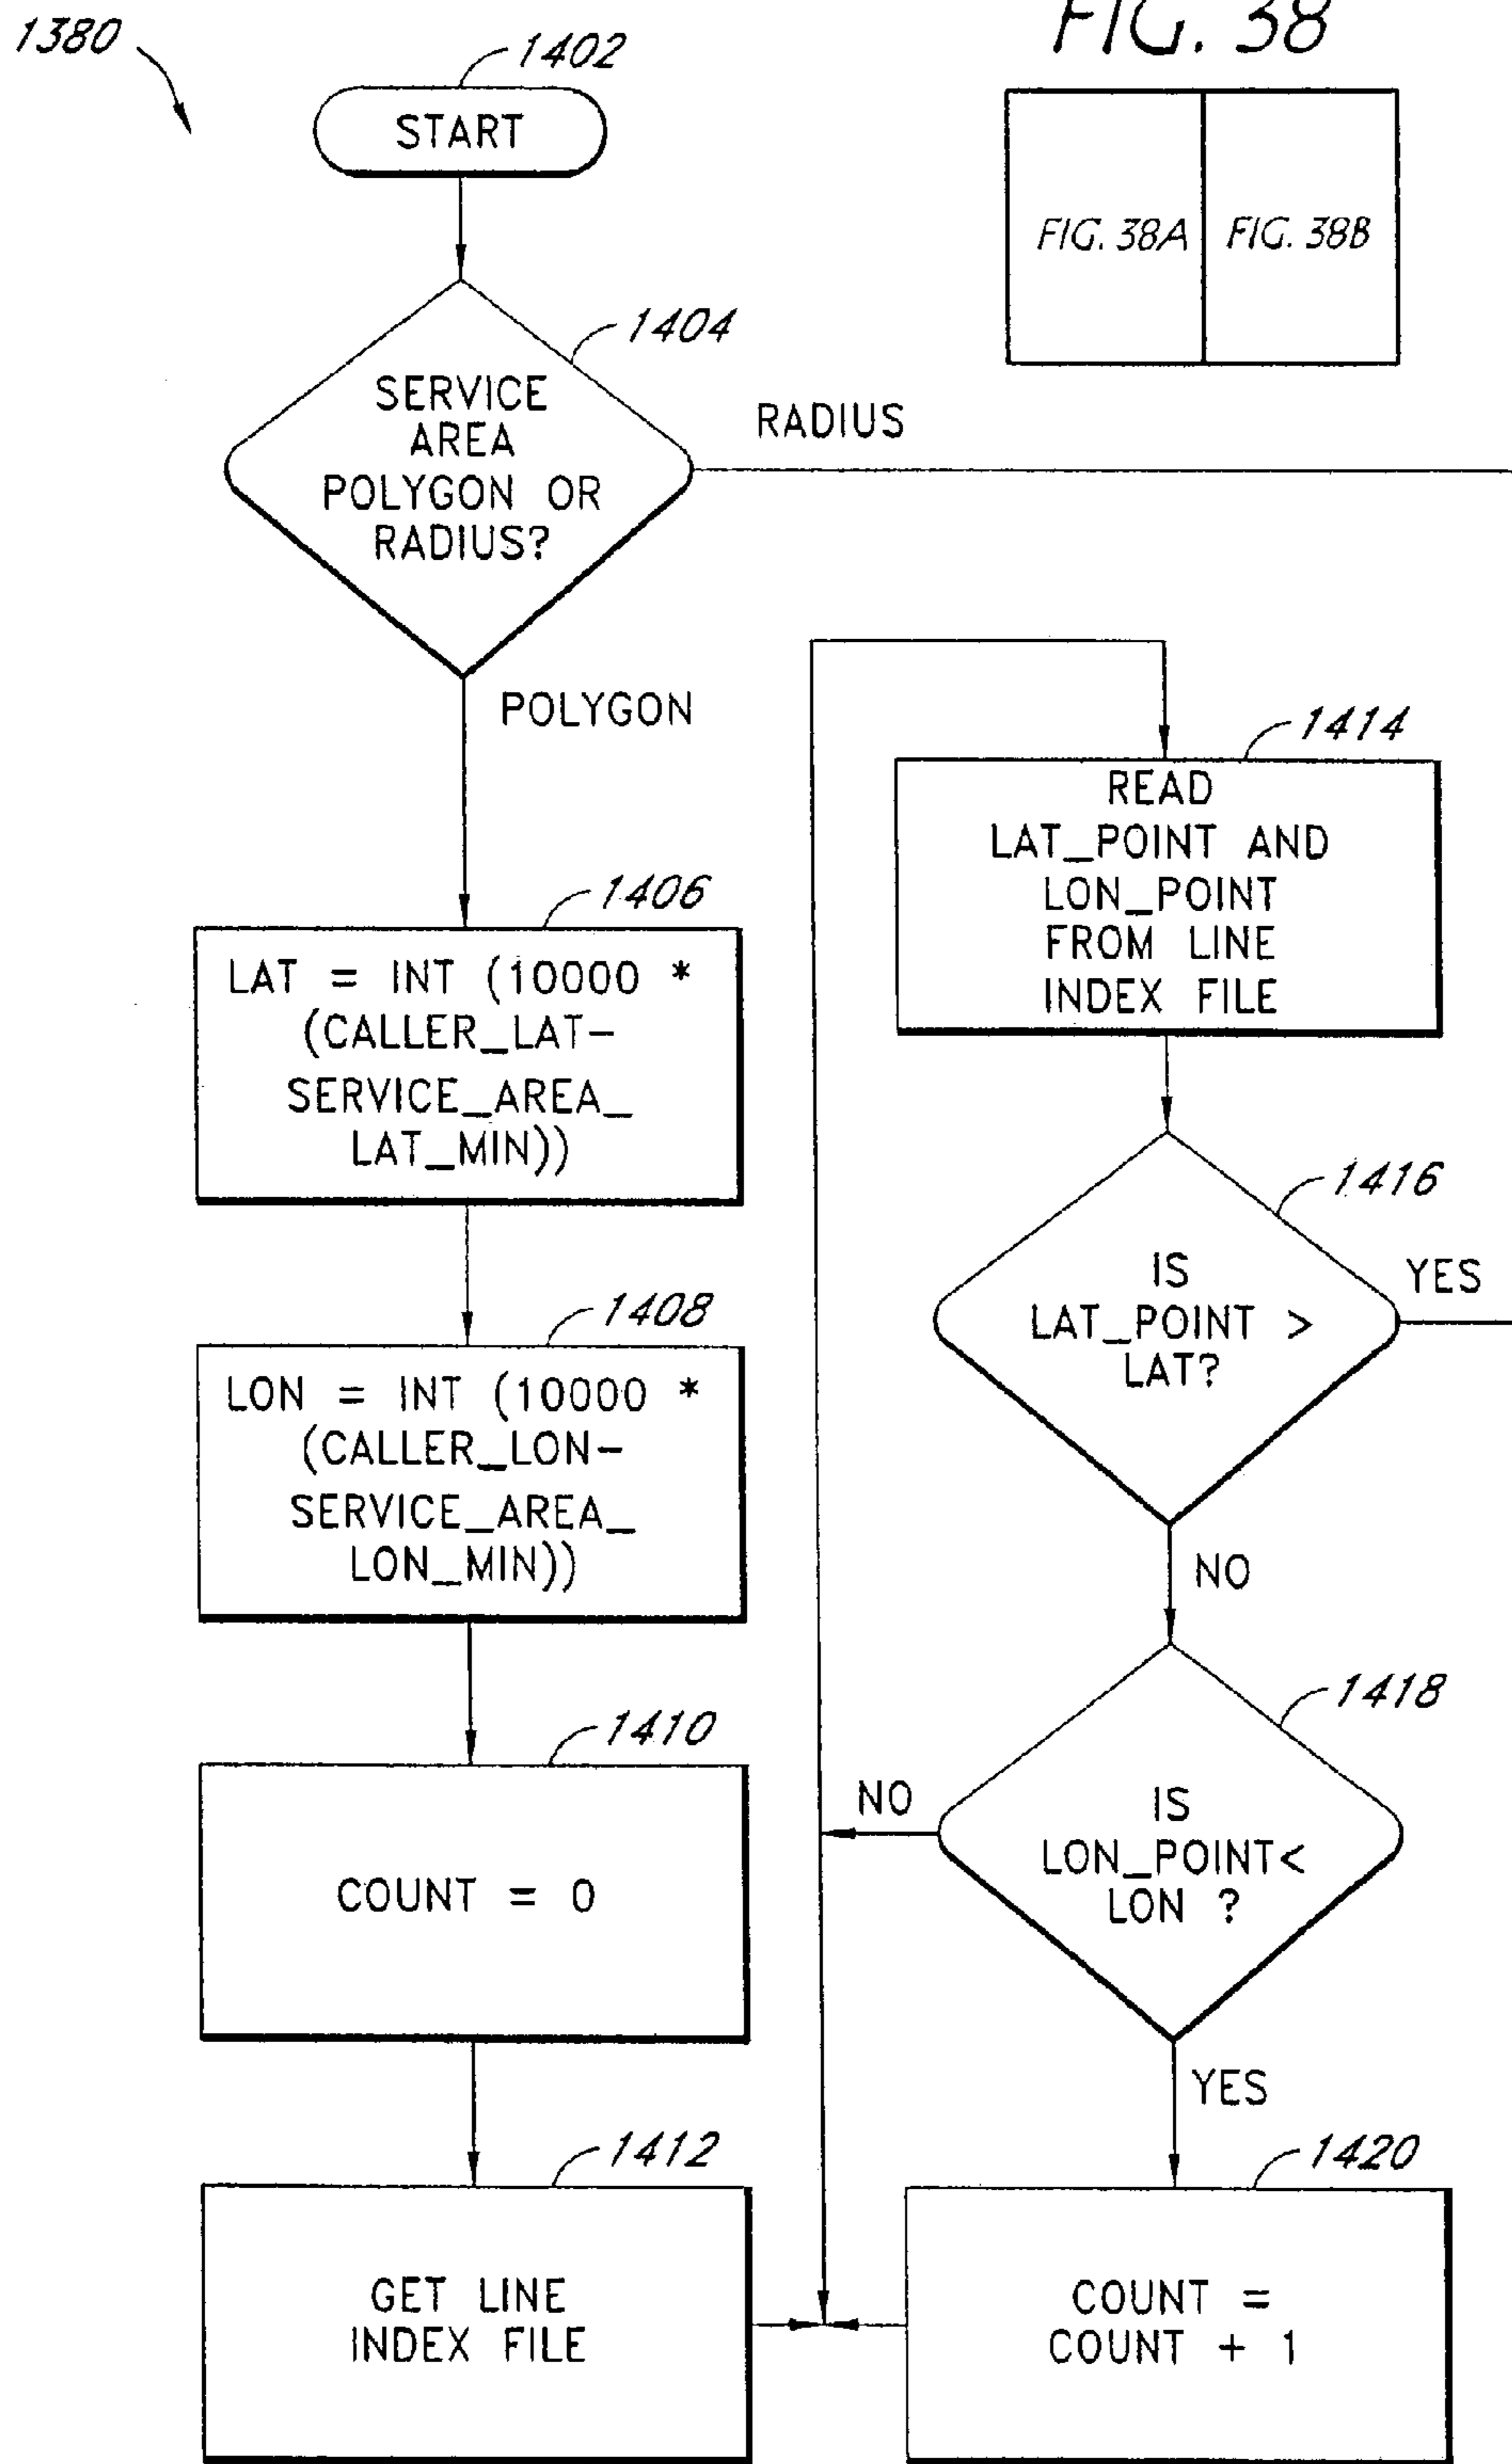 1380
1402
START
FIG. 38
FIG. 38A
FIG. 38B
1404
SERVICE
AREA
POLYGON OR
RADIUS?
RADIUS
POLYGON
1406
LAT = INT (10000 *
(CALLER_LAT-
SERVICE_AREA_
LAT_MIN))
1408
LON = INT (10000 *
(CALLER_LON-
SERVICE_AREA_
LON_MIN))
1410
COUNT = 0
1412
GET LINE
INDEX FILE
1414
READ
LAT_POINT AND
LON_POINT
FROM LINE
INDEX FILE
1416
IS
LAT_POINT >
LAT?
YES
NO
1418
IS
LON_POINT<
LON ?
NO
YES
1420
COUNT =
COUNT + 1